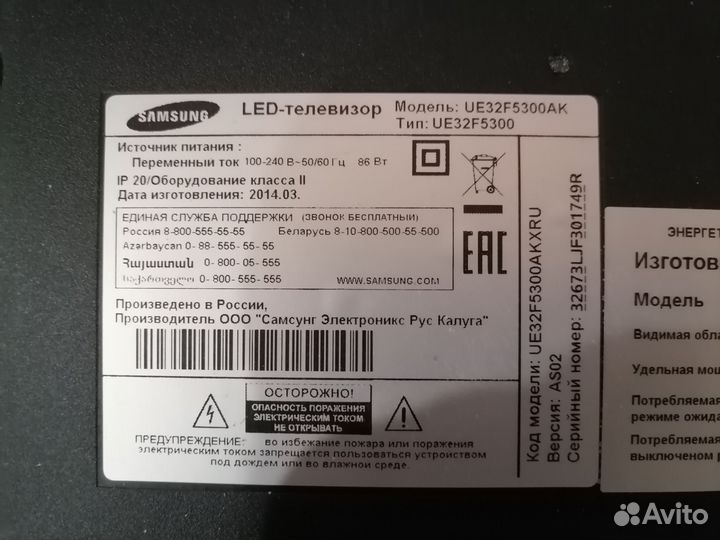 SAMSUNG
LED-телевизор
Модель: UE32F5300AK
Тип: UE32F5300
Источник питания :
Переменный ток 100-240 В~50/60 Гц 86 Вт
IP 20/Оборудование класса II
Дата изготовления: 2014.03.
ЕДИНАЯ СЛУЖБА ПОДДЕРЖКИ (ЗВОНОК БЕСПЛАТНЫЙ)
Россия 8-800-555-55-55 Беларусь 8-10-800-500-55-500
Azərbaycan 0- 88- 555- 55- 55
Հայաստան 0- 800- 05- 555
საქართველო 0- 800- 555- 555
WWW.SAMSUNG.COM
EAC
Произведено в России,
Производитель ООО "Самсунг Электроникс Рус Калуга"
ОСТОРОЖНО!
ОПАСНОСТЬ ПОРАЖЕНИЯ
ЭЛЕКТРИЧЕСКИМ ТОКОМ
НЕ ОТКРЫВАТЬ
ПРЕДУПРЕЖДЕНИЕ: во избежание пожара или поражения
электрическим током запрещается пользоваться устройством
под дождем или во влажной среде.
Код модели: UE32F5300AKXRU
Версия: AS02
Серийный номер: 32673LJF301749R
ЭНЕРГЕТ
Изготов
Модель
Видимая обла
Удельная мощ
Потребляемая
режиме ожида
Потребляемая
выключеном р
Avito